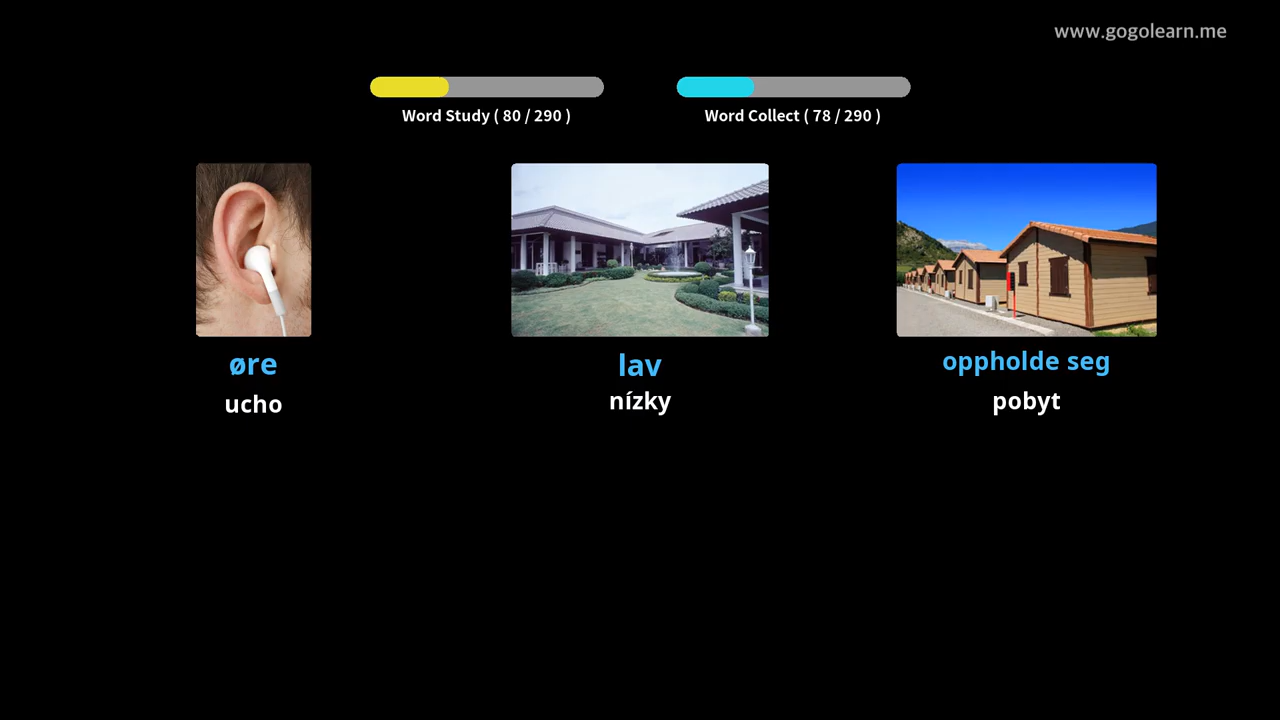 www.gogolearn.me
Word Study ( 80 / 290 )
Word Collect ( 78 / 290 )
øre
lav
oppholde seg
ucho
nízky
pobyt